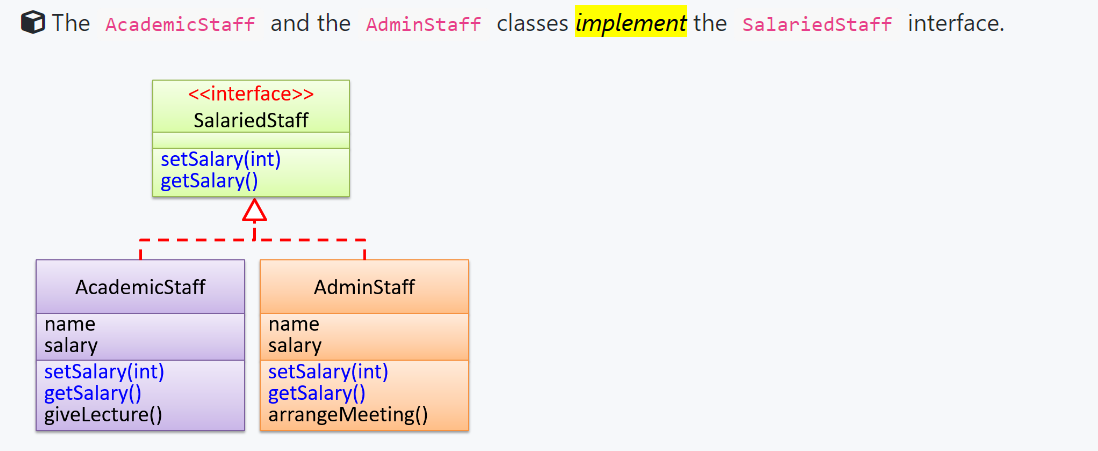 The AcademicStaff and the AdminStaff classes implement the SalariedStaff interface.
<<interface>>
SalariedStaff
setSalary(int)
getSalary()
AcademicStaff
name
salary
setSalary(int)
getSalary()
giveLecture()
AdminStaff
name
salary
setSalary(int)
getSalary()
arrangeMeeting()